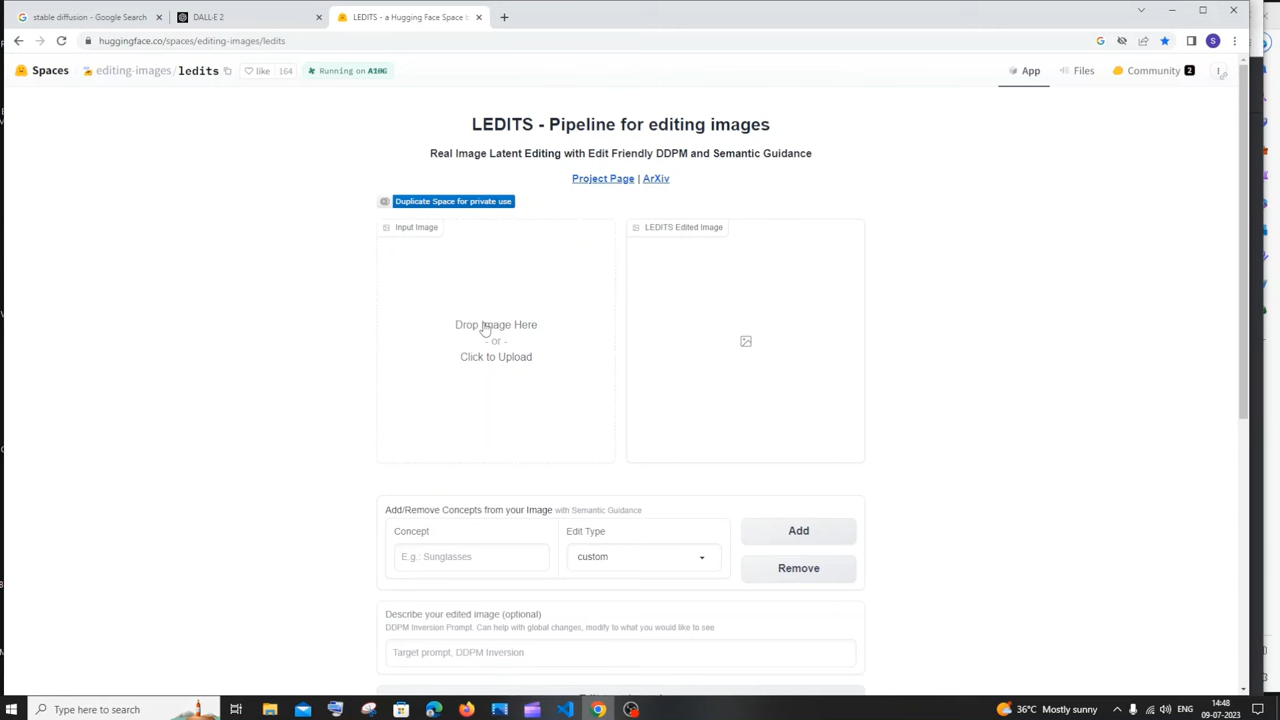 stable diffusion - Google Search
DALL·E 2
LEDITS - a Hugging Face Space b
huggingface.co/spaces/editing-images/ledits
S
Spaces
editing-images/ledits
like 164
Running on A10G
App
Files
Community 2
LEDITS - Pipeline for editing images
Real Image Latent Editing with Edit Friendly DDPM and Semantic Guidance
Project Page | ArXiv
Duplicate Space for private use
Input Image
LEDITS Edited Image
Drop Image Here
- or -
Click to Upload
Add/Remove Concepts from your Image with Semantic Guidance
Concept
Edit Type
E.g.: Sunglasses
custom
Add
Remove
Describe your edited image (optional)
DDPM Inversion Prompt. Can help with global changes, modify to what you would like to see
Target prompt, DDPM Inversion
Type here to search
36°C Mostly sunny
ENG
14:48
09-07-2023